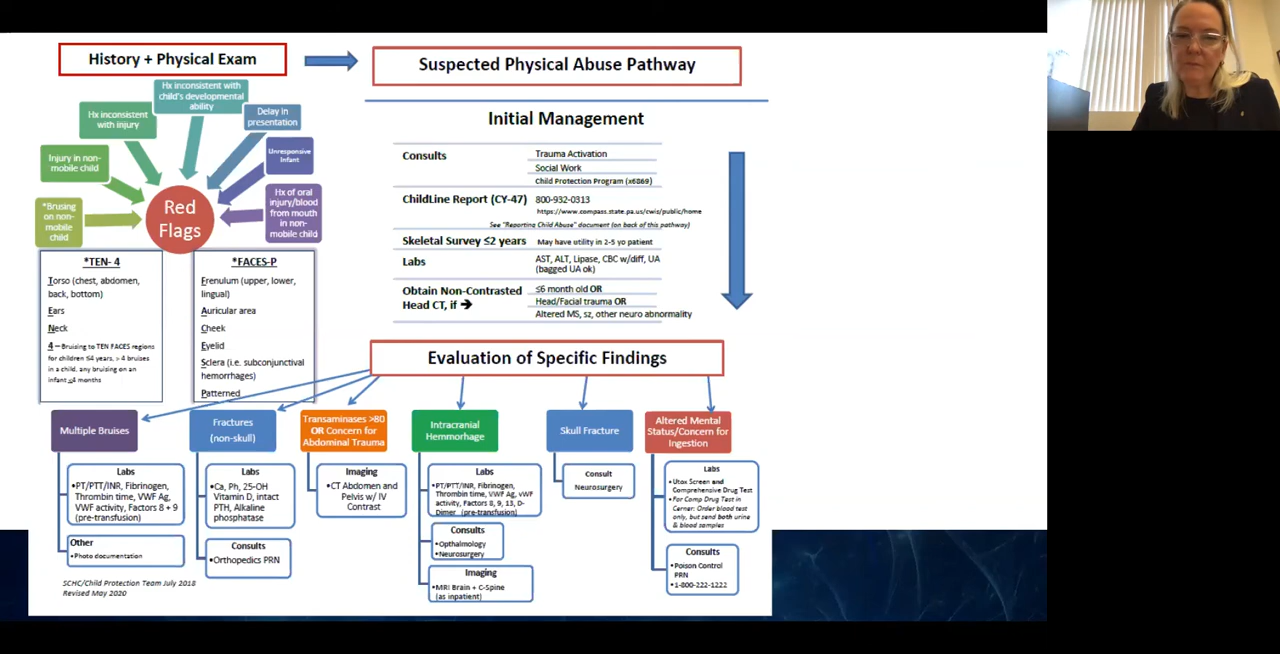 History + Physical Exam
Suspected Physical Abuse Pathway
Hx inconsistent with
child's developmental
ability
Hx inconsistent
with injury
Delay in
presentation
Injury in non-
mobile child
Unresponsive
Infant
*Brusing
on non-
mobile
child
Red
Flags
Hx of oral
injury/blood
from mouth in
non-mobile
child
*TEN- 4
Torso (chest, abdomen,
back, bottom)
Ears
Neck
4 – Bruising to TEN FACES regions
for children ≤4 years, > 4 bruises
in a child, any bruising on an
infant ≤4 months
*FACES-P
Frenulum (upper, lower,
lingual)
Auricular area
Cheek
Eyelid
Sclera (i.e. subconjunctival
hemorrhages)
Patterned
Initial Management
Consults
Trauma Activation
Social Work
Child Protection Program (x6869)
ChildLine Report (CY-47)
800-932-0313
https://www.compass.state.pa.us/cwis/public/home
See "Reporting Child Abuse" document (on back of this pathway)
Skeletal Survey ≤2 years
May have utility in 2-5 yo patient
Labs
AST, ALT, Lipase, CBC w/diff, UA
(bagged UA ok)
Obtain Non-Contrasted
Head CT, if ➔
≤6 month old OR
Head/Facial trauma OR
Altered MS, sz, other neuro abnormality
Evaluation of Specific Findings
Multiple Bruises
Labs
•PT/PTT/INR, Fibrinogen,
Thrombin time, VWF Ag,
VWF activity, Factors 8 + 9
(pre-transfusion)
Other
•Photo documentation
Fractures
(non-skull)
Labs
•Ca, Ph, 25-OH
Vitamin D, intact
PTH, Alkaline
phosphatase
Consults
•Orthopedics PRN
Transaminases >80
OR Concern for
Abdominal Trauma
Imaging
•CT Abdomen and
Pelvis w/ IV
Contrast
Intracranial
Hemorrhage
Labs
•PT/PTT/INR, Fibrinogen,
Thrombin time, VWF Ag, vWF
activity, Factors 8, 9, 13, D-
Dimer (pre-transfusion)
Consults
•Opthalmology
•Neurosurgery
Imaging
•MRI Brain + C-Spine
(as inpatient)
Skull Fracture
Consult
Neurosurgery
Altered Mental
Status/Concern for
Ingestion
Labs
•Utox Screen and
Comprehensive Drug Test
•For Comp Drug Test in
Cerner: Order blood test
only, but send both urine
& blood samples
Consults
•Poison Control
PRN
•1-800-222-1222
SCHC/Child Protection Team July 2018
Revised May 2020